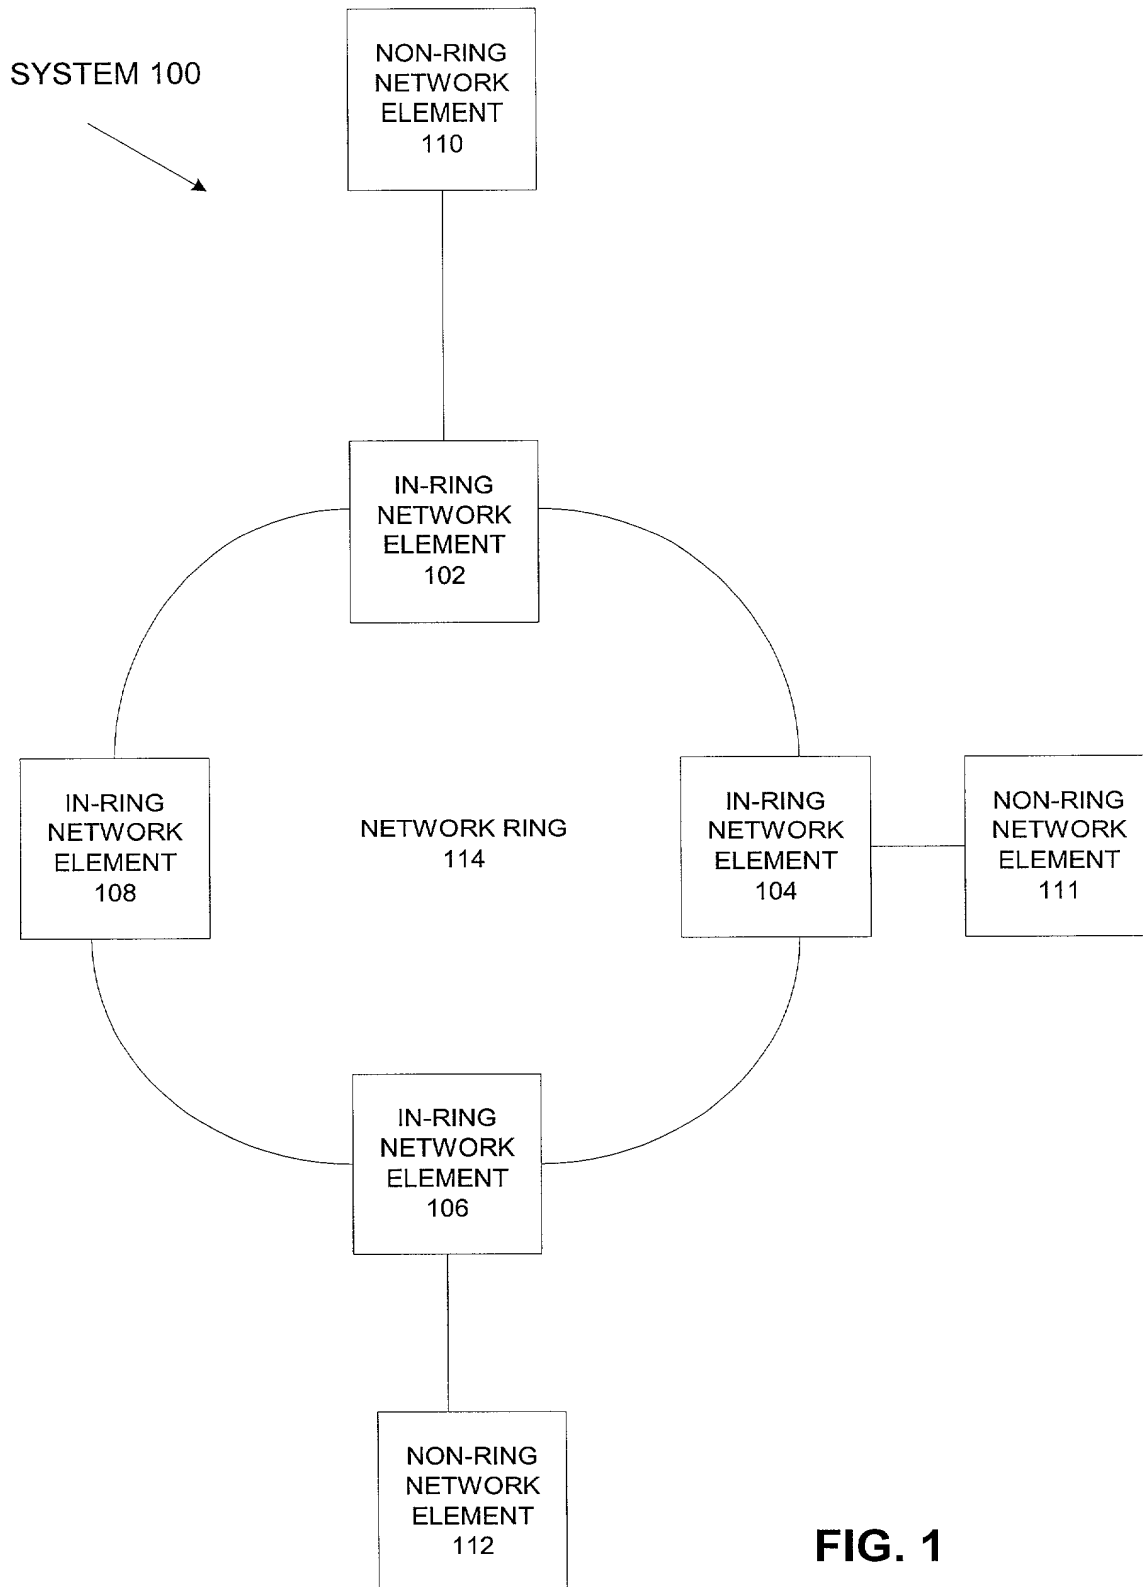 SYSTEM 100
NON-RING
NETWORK
ELEMENT
110
IN-RING
NETWORK
ELEMENT
102
IN-RING
NETWORK
ELEMENT
108
NETWORK RING
114
IN-RING
NETWORK
ELEMENT
104
NON-RING
NETWORK
ELEMENT
111
IN-RING
NETWORK
ELEMENT
106
NON-RING
NETWORK
ELEMENT
112
FIG. 1